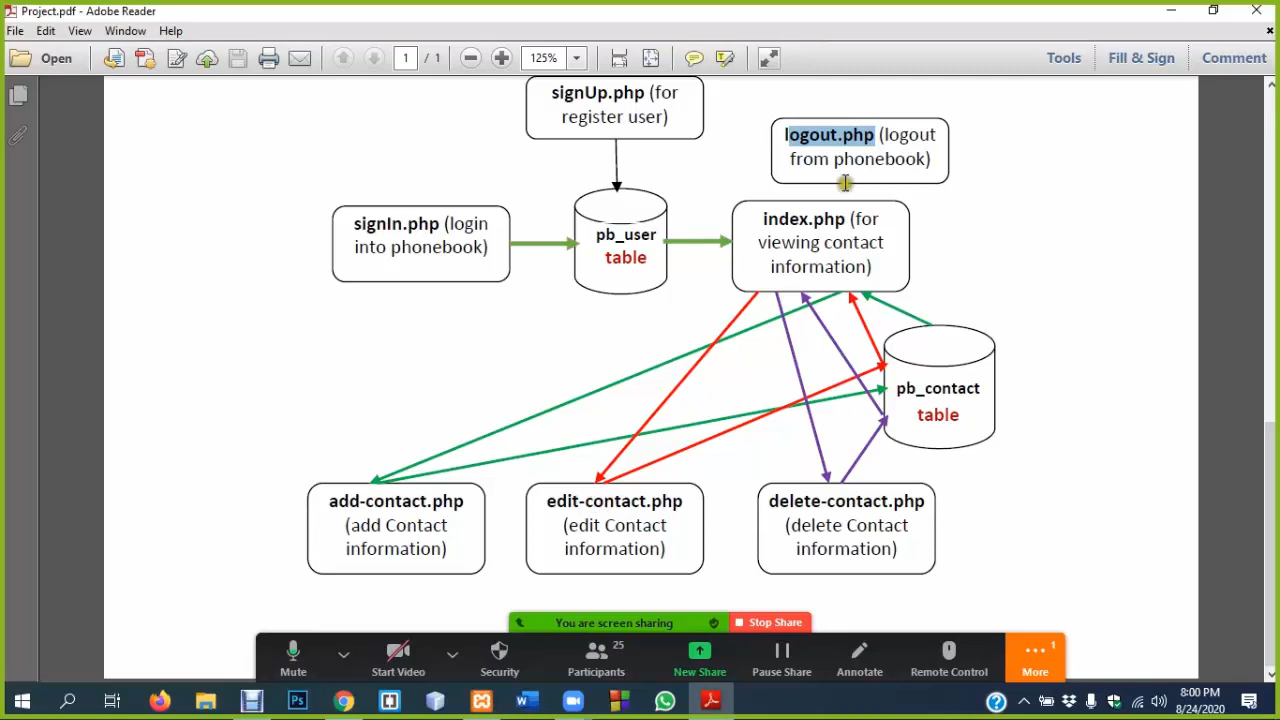 Project.pdf - Adobe Reader
File Edit View Window Help
Open 1 / 1 125% Tools Fill & Sign Comment
signUp.php (for
register user)
logout.php (logout
from phonebook)
signIn.php (login
into phonebook)
pb_user
table
index.php (for
viewing contact
information)
pb_contact
table
add-contact.php
(add Contact
information)
edit-contact.php
(edit Contact
information)
delete-contact.php
(delete Contact
information)
You are screen sharing Stop Share
25 1
Mute Start Video Security Participants New Share Pause Share Annotate Remote Control More
8:00 PM
8/24/2020